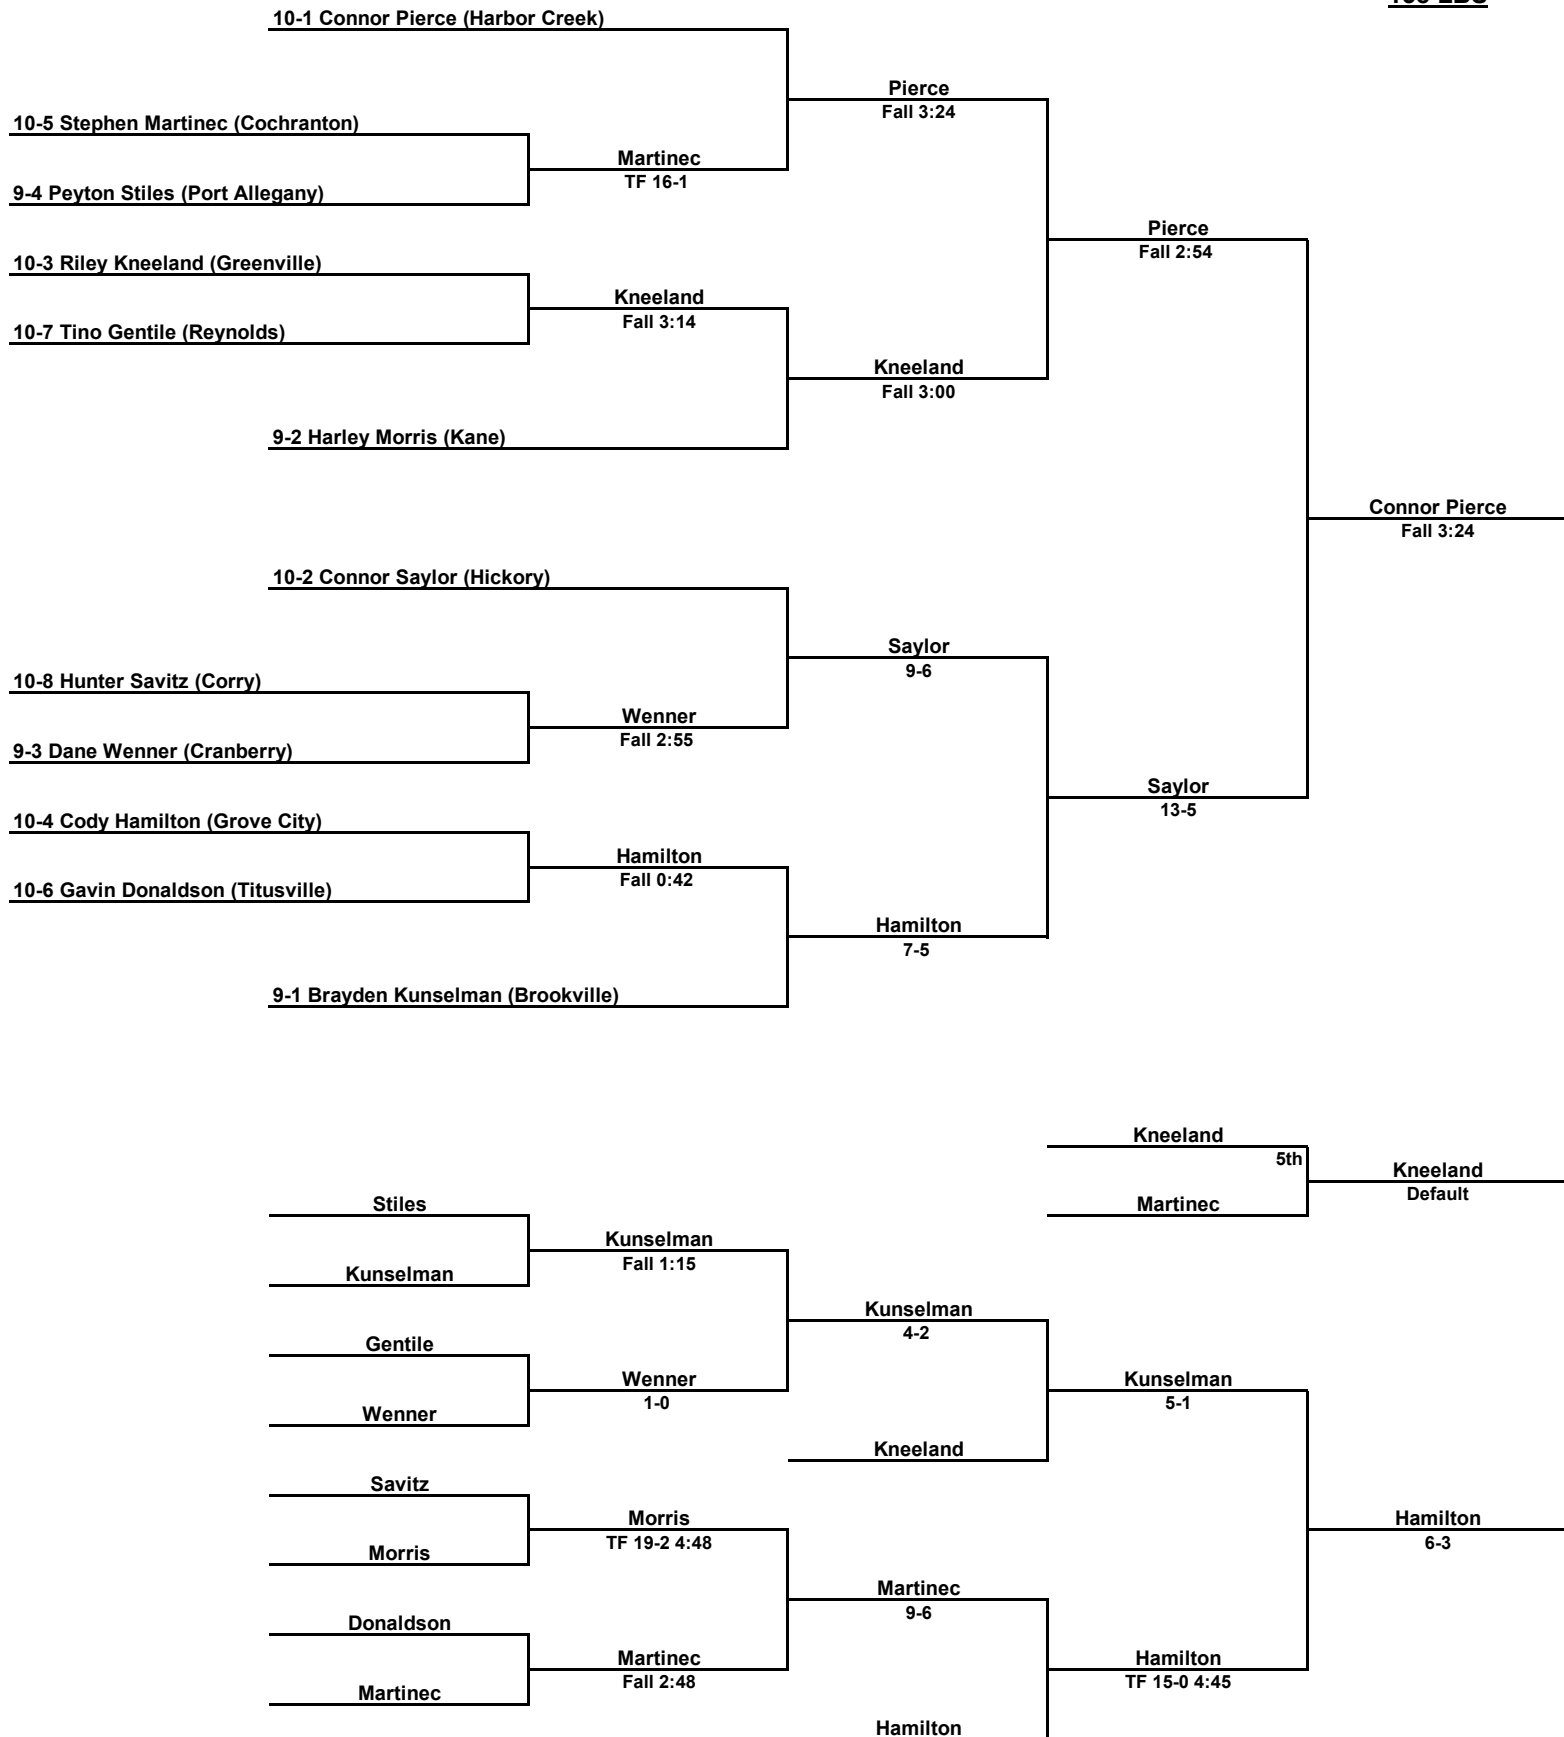 10-1 Connor Pierce (Harbor Creek)
Pierce
Fall 3:24
10-5 Stephen Martinec (Cochranton)
Martinec
TF 16-1
9-4 Peyton Stiles (Port Allegany)
Pierce
Fall 2:54
10-3 Riley Kneeland (Greenville)
Kneeland
Fall 3:14
10-7 Tino Gentile (Reynolds)
Kneeland
Fall 3:00
9-2 Harley Morris (Kane)
Connor Pierce
Fall 3:24
10-2 Connor Saylor (Hickory)
Saylor
9-6
10-8 Hunter Savitz (Corry)
Wenner
Fall 2:55
9-3 Dane Wenner (Cranberry)
Saylor
13-5
10-4 Cody Hamilton (Grove City)
Hamilton
Fall 0:42
10-6 Gavin Donaldson (Titusville)
Hamilton
7-5
9-1 Brayden Kunselman (Brookville)
Kneeland
5th
Kneeland
Default
Martinec
Stiles
Kunselman
Fall 1:15
Kunselman
Kunselman
4-2
Gentile
Wenner
1-0
Wenner
Kunselman
5-1
Kneeland
Savitz
Morris
TF 19-2 4:48
Morris
Hamilton
6-3
Martinec
9-6
Donaldson
Martinec
Fall 2:48
Martinec
Hamilton
TF 15-0 4:45
Hamilton